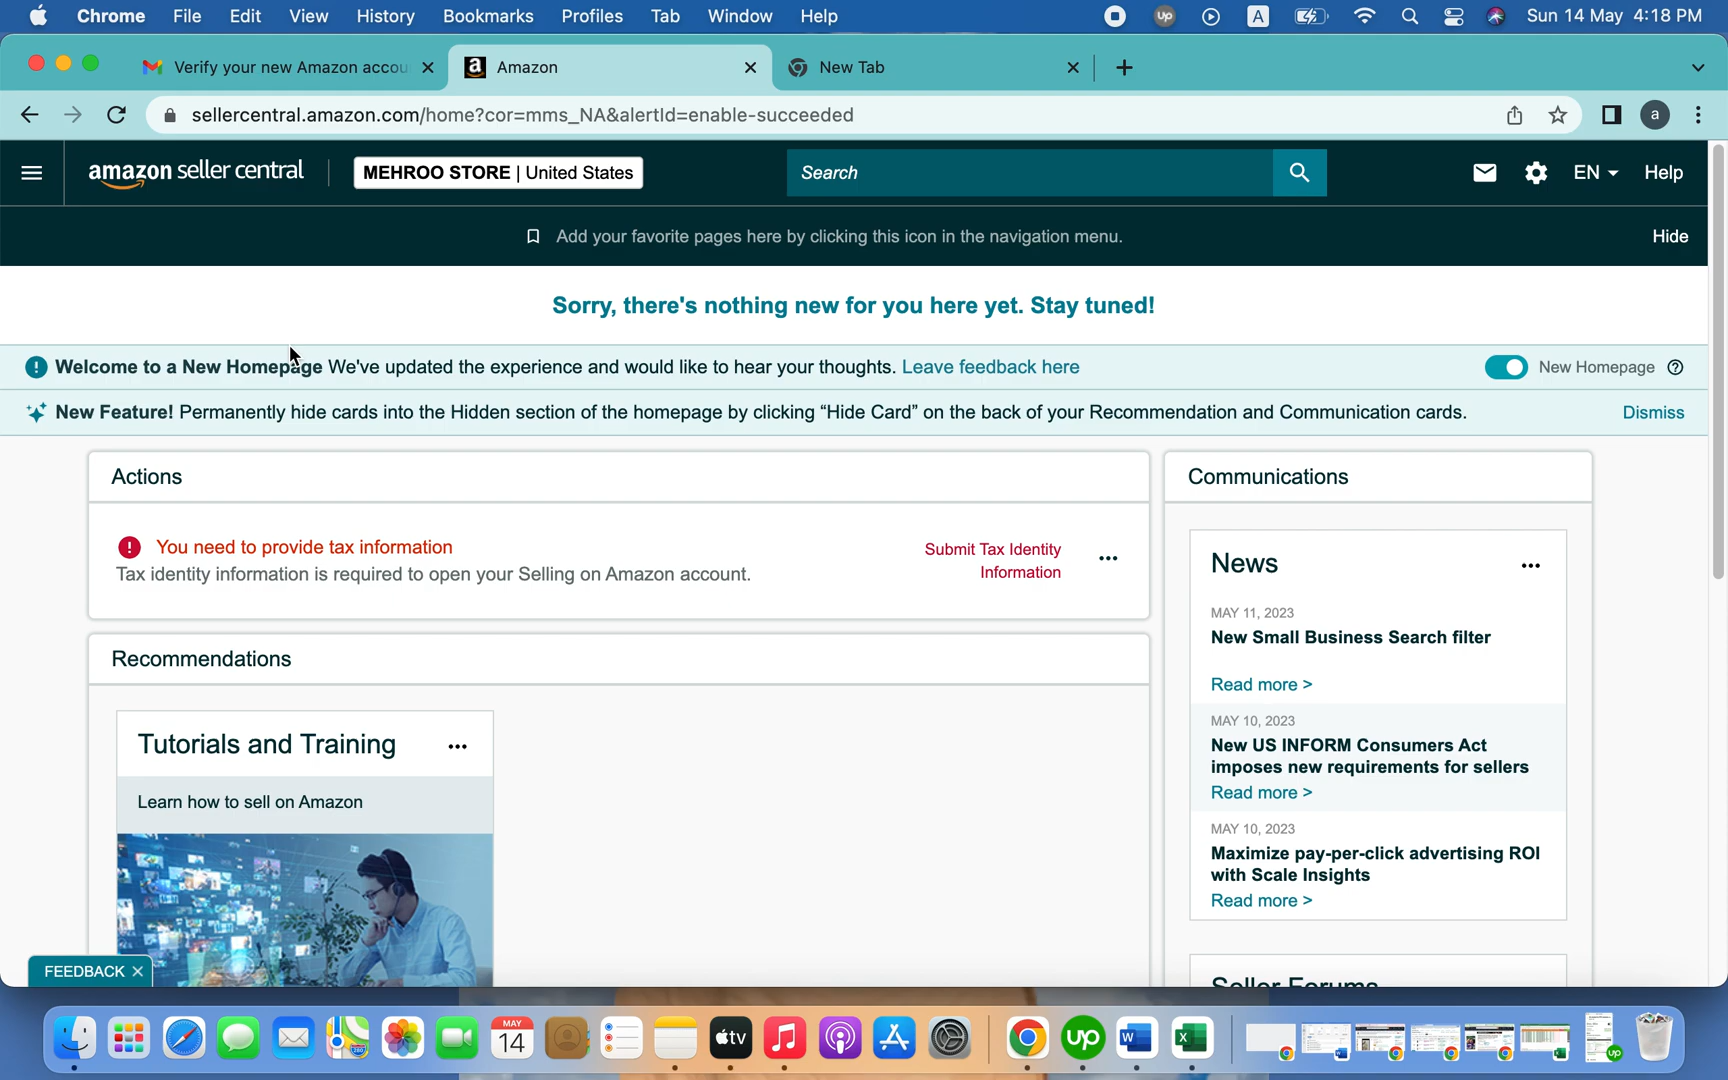 Chrome File Edit View History Bookmarks Profiles Tab Window Help
up A Sun 14 May 4:18 PM
Verify your new Amazon accou
Amazon
New Tab
sellercentral.amazon.com/home?cor=mms_NA&alertId=enable-succeeded
a
amazon seller central
MEHROO STORE | United States
Search
EN
Help
Add your favorite pages here by clicking this icon in the navigation menu.
Hide
Sorry, there's nothing new for you here yet. Stay tuned!
Welcome to a New Homepage We've updated the experience and would like to hear your thoughts. Leave feedback here
New Homepage
New Feature! Permanently hide cards into the Hidden section of the homepage by clicking “Hide Card” on the back of your Recommendation and Communication cards.
Dismiss
Actions
You need to provide tax information
Tax identity information is required to open your Selling on Amazon account.
Submit Tax Identity
Information
Recommendations
Tutorials and Training
Learn how to sell on Amazon
Communications
News
MAY 11, 2023
New Small Business Search filter
Read more >
MAY 10, 2023
New US INFORM Consumers Act
imposes new requirements for sellers
Read more >
MAY 10, 2023
Maximize pay-per-click advertising ROI
with Scale Insights
Read more >
Seller Forums
FEEDBACK
MAY
14
tv
up
W
X